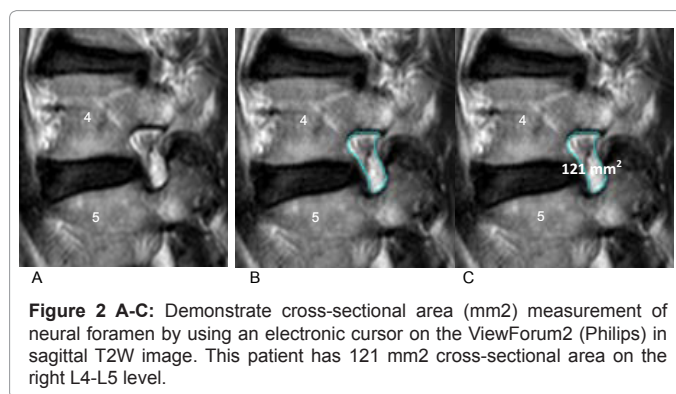 4
5
A
4
5
B
4
121 mm²
5
C
Figure 2 A-C: Demonstrate cross-sectional area (mm2) measurement of
neural foramen by using an electronic cursor on the ViewForum2 (Philips) in
sagittal T2W image. This patient has 121 mm2 cross-sectional area on the
right L4-L5 level.